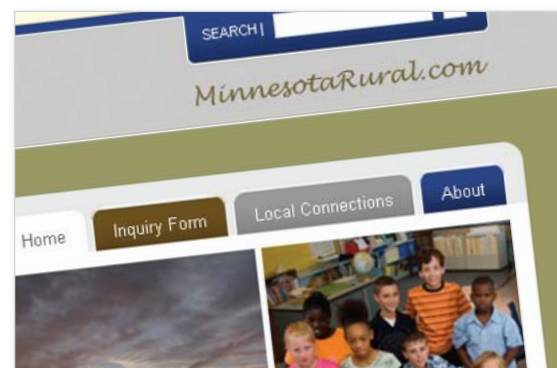 SEARCH |
MinnesotaRural.com
Home
Inquiry Form
Local Connections
About